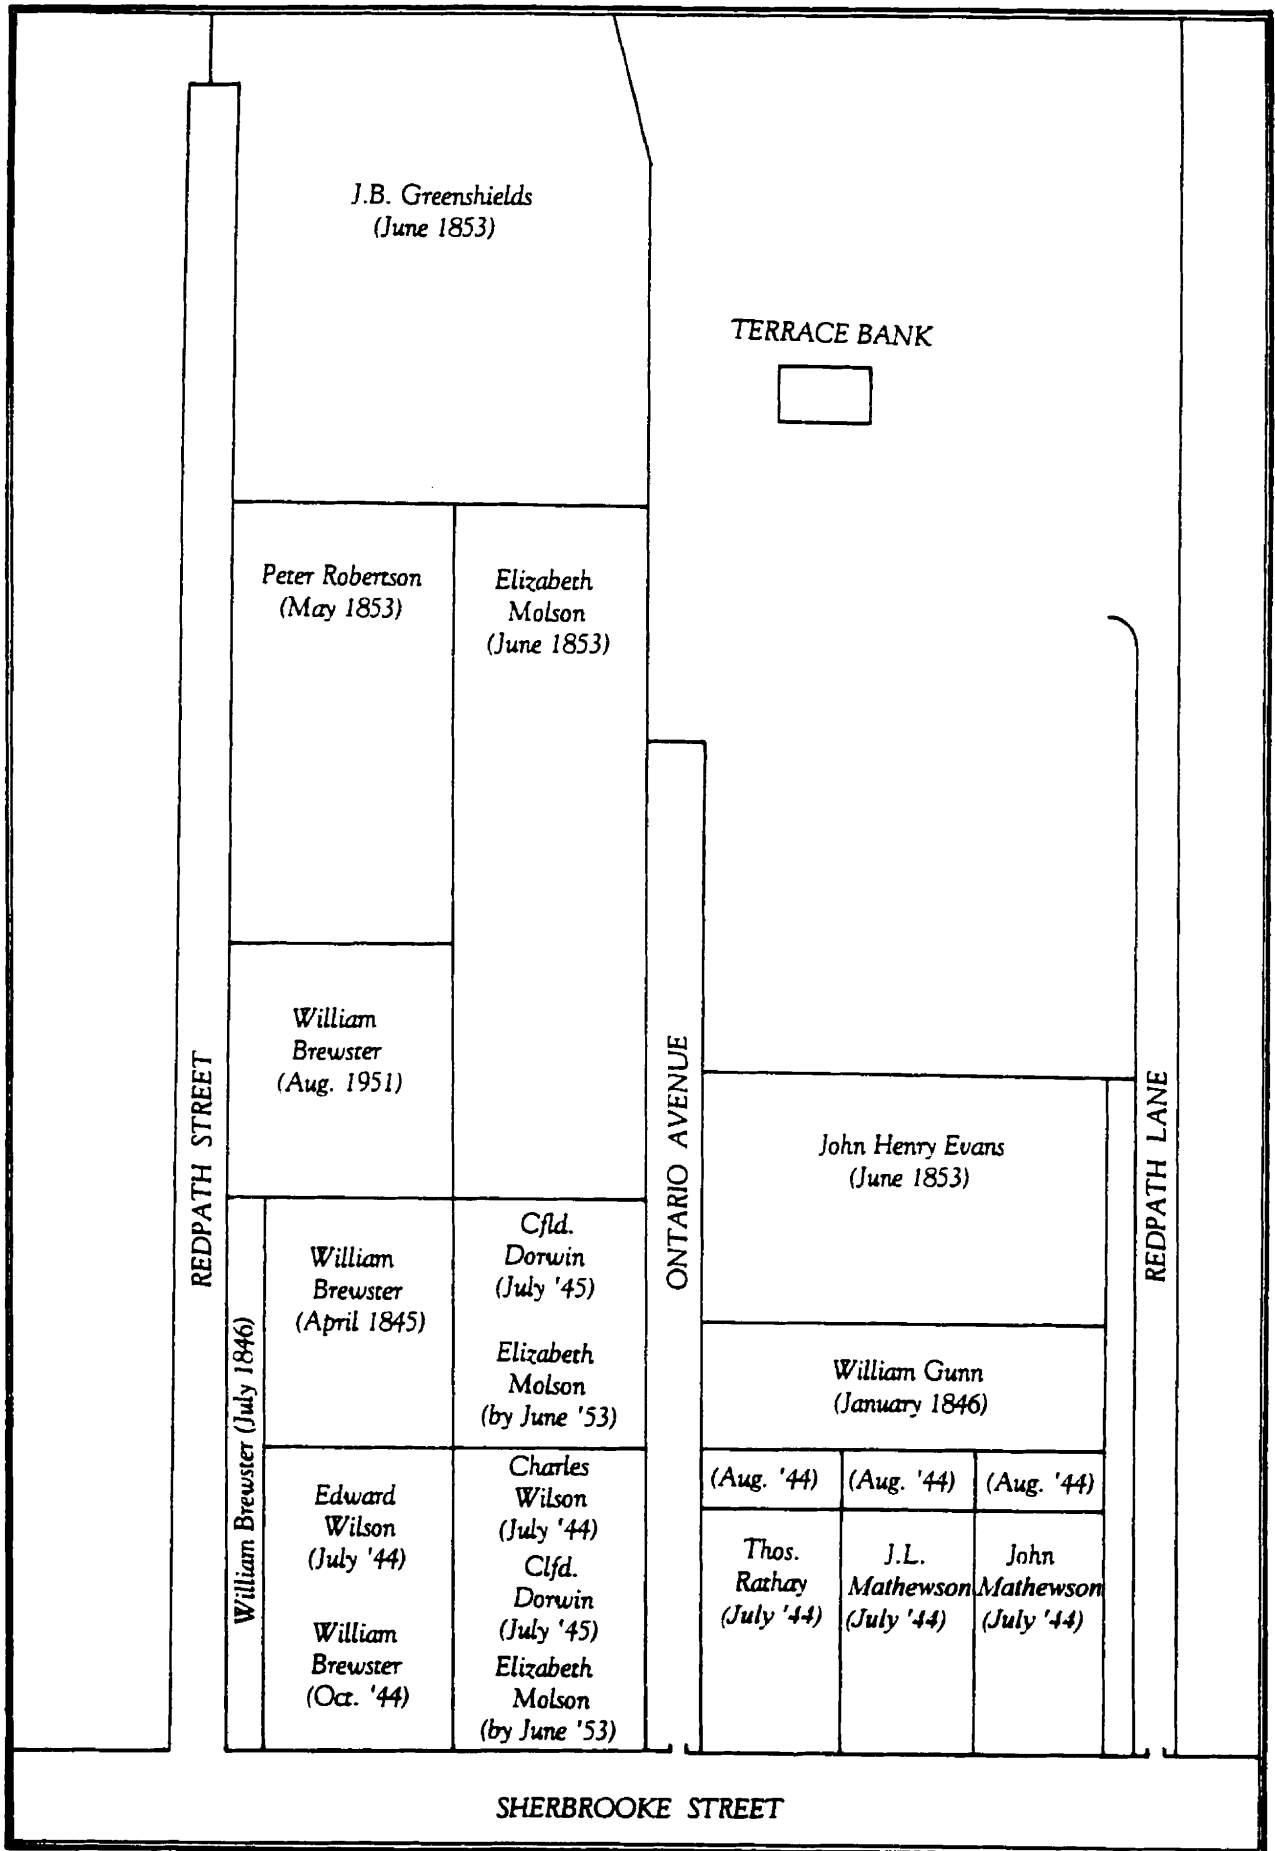 J.B. Greenshields
(June 1853)
TERRACE BANK
Peter Robertson
(May 1853)
Elizabeth
Molson
(June 1853)
William
Brewster
(Aug. 1951)
REDPATH STREET
ONTARIO AVENUE
REDPATH LANE
John Henry Evans
(June 1853)
William Brewster (July 1846)
William
Brewster
(April 1845)
Cfld.
Dorwin
(July '45)
Elizabeth
Molson
(by June '53)
William Gunn
(January 1846)
Edward
Wilson
(July '44)
William
Brewster
(Oct. '44)
Charles
Wilson
(July '44)
Clfd.
Dorwin
(July '45)
Elizabeth
Molson
(by June '53)
(Aug. '44)
(Aug. '44)
(Aug. '44)
Thos.
Rathay
(July '44)
J.L.
Mathewson
(July '44)
John
Mathewson
(July '44)
SHERBROOKE STREET